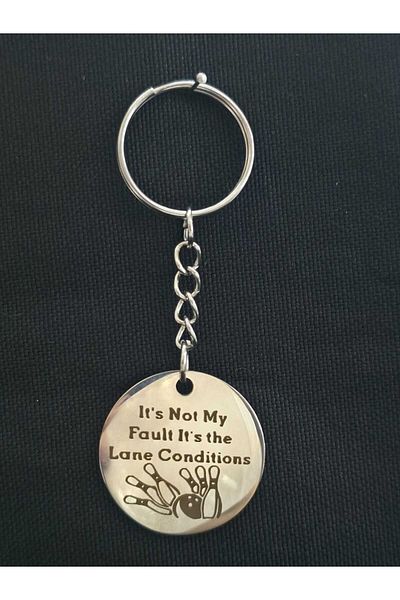 It's Not My
Fault It's the
Lane Conditions